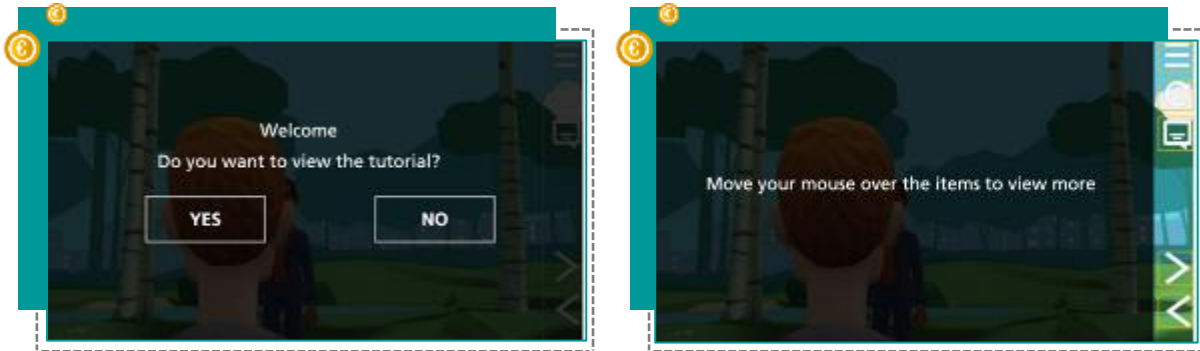 Welcome
Do you want to view the tutorial?
YES NO
Move your mouse over the items to view more